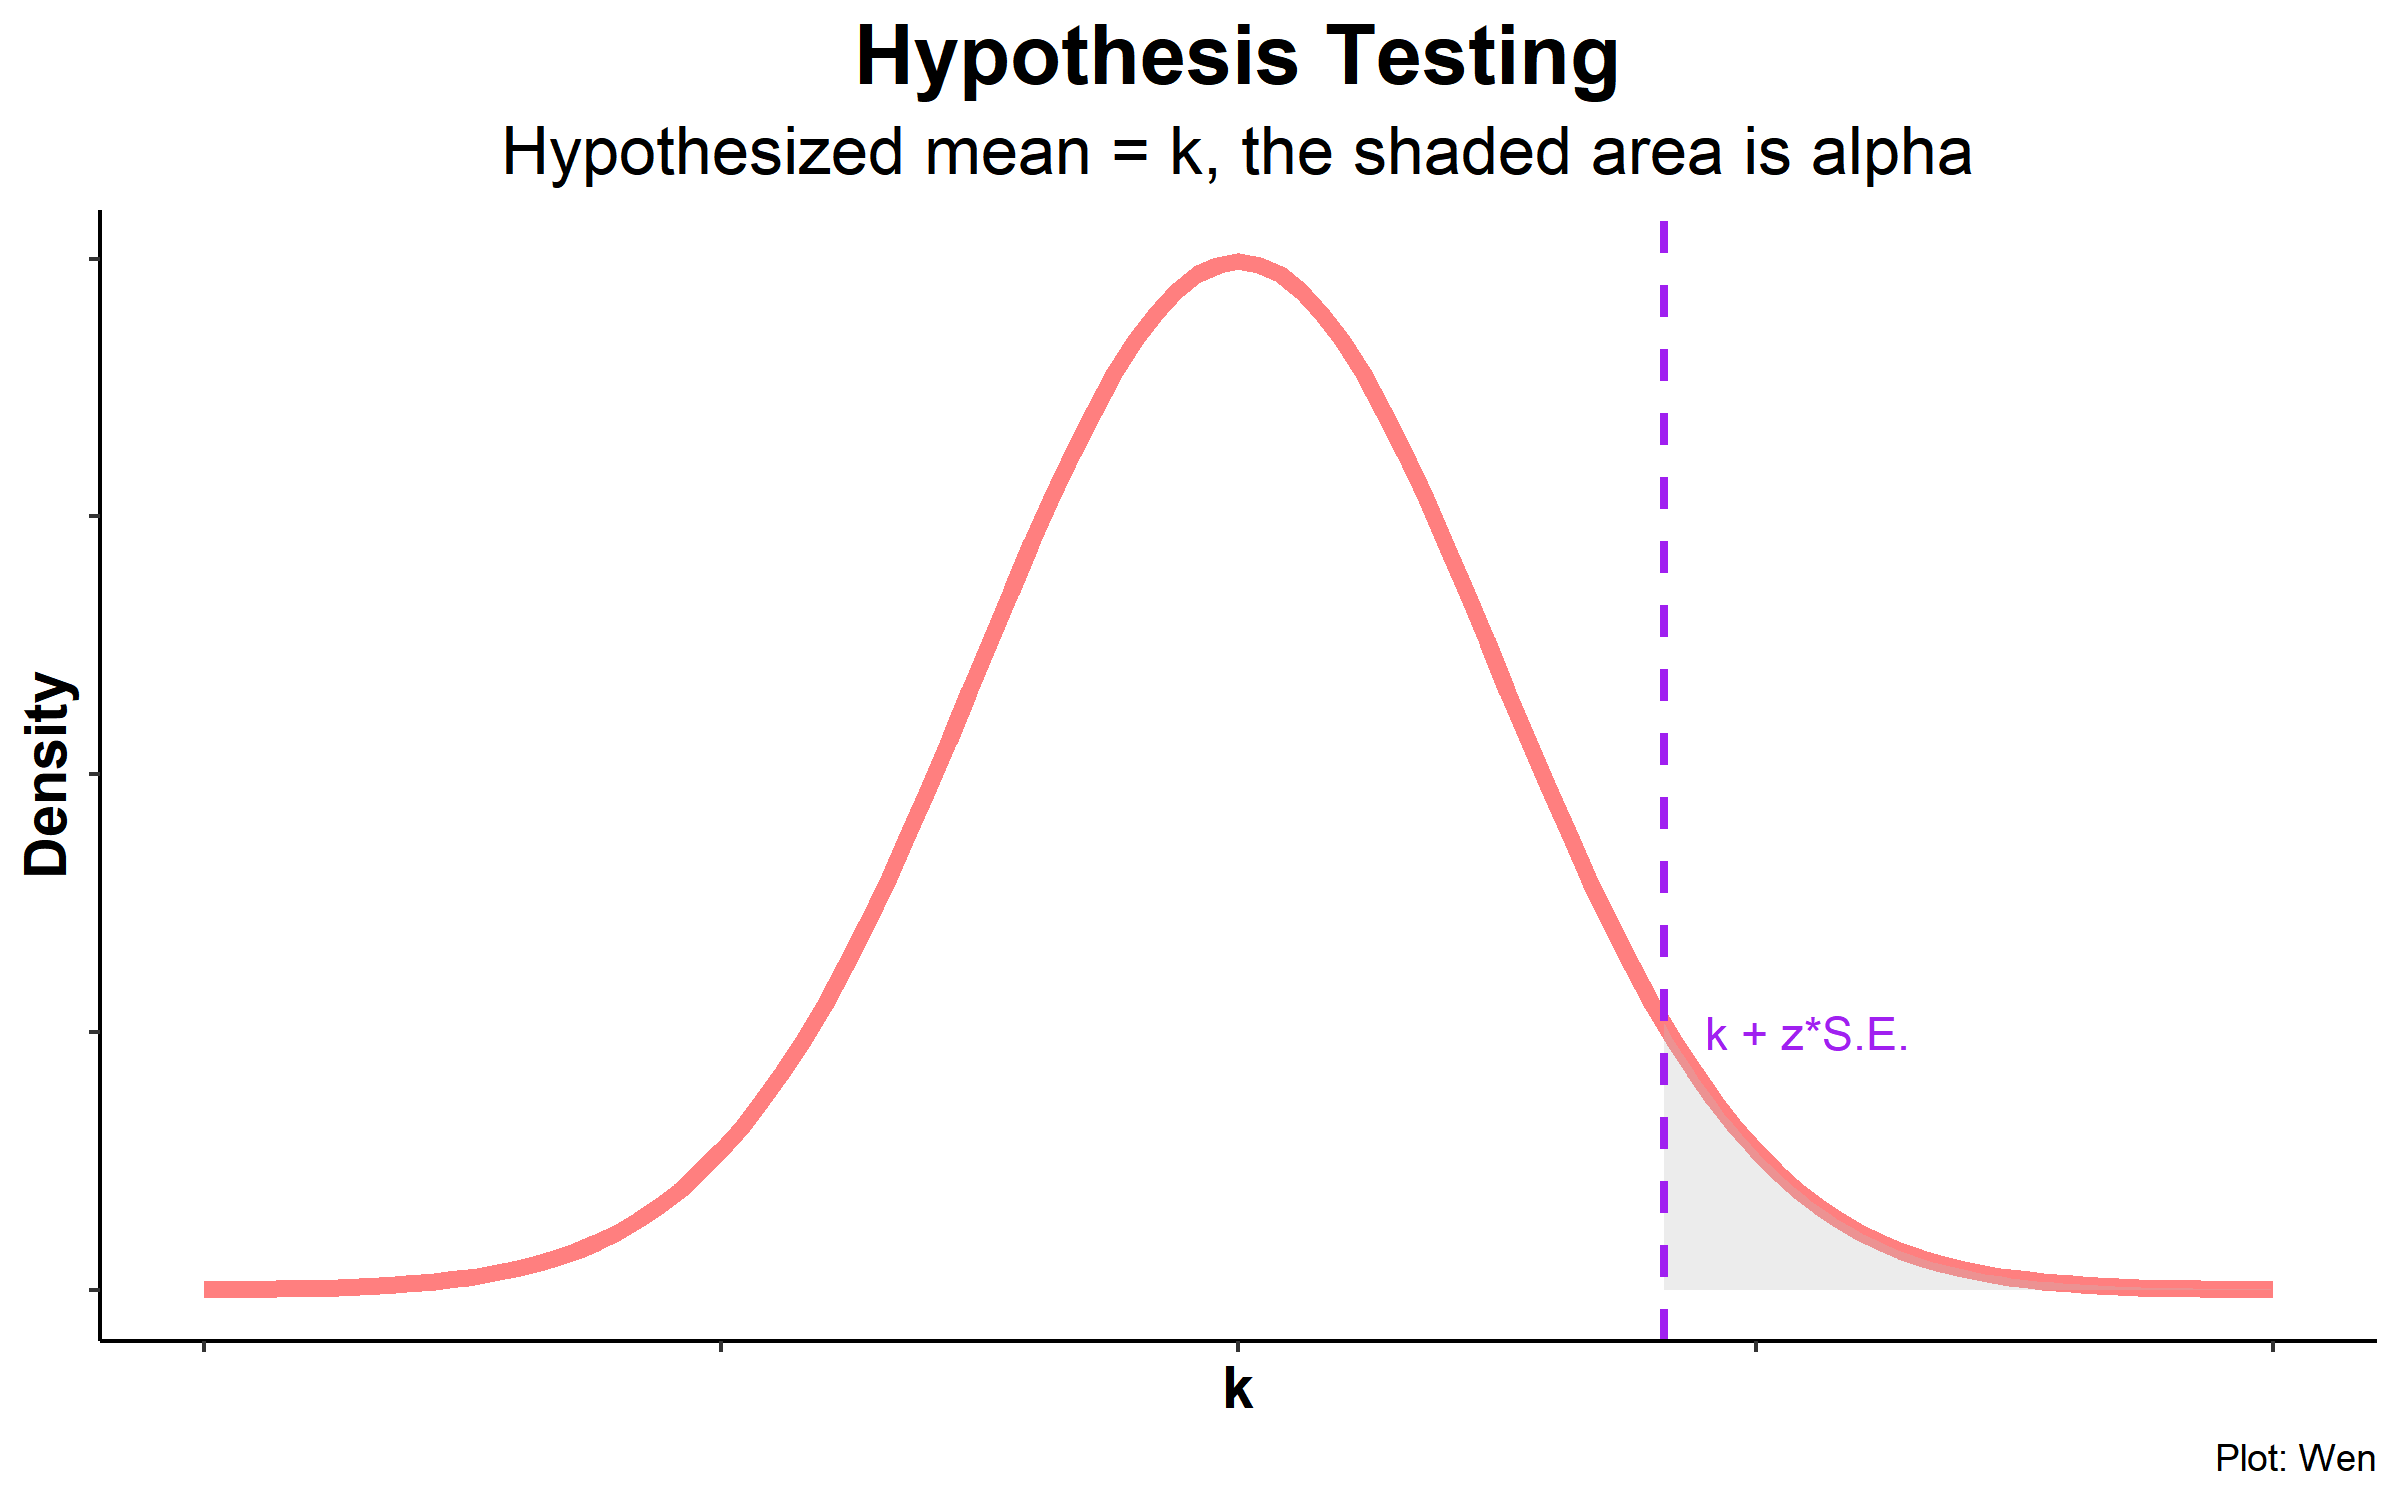 Hypothesis Testing
Hypothesized mean = k, the shaded area is alpha
Density
k + z*S.E.
k
Plot: Wen